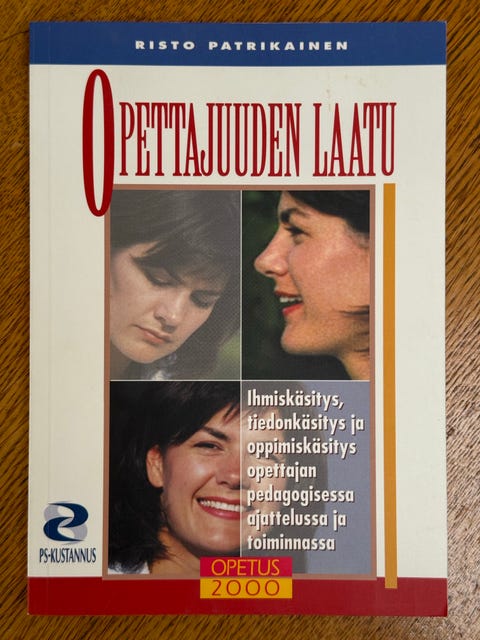 RISTO PATRIKAINEN
OPETTAJUUDEN LAATU
Ihmiskäsitys,
tiedonkäsitys ja
oppimiskäsitys
opettajan
pedagogisessa
ajattelussa ja
toiminnassa
PS-KUSTANNUS
OPETUS
2000